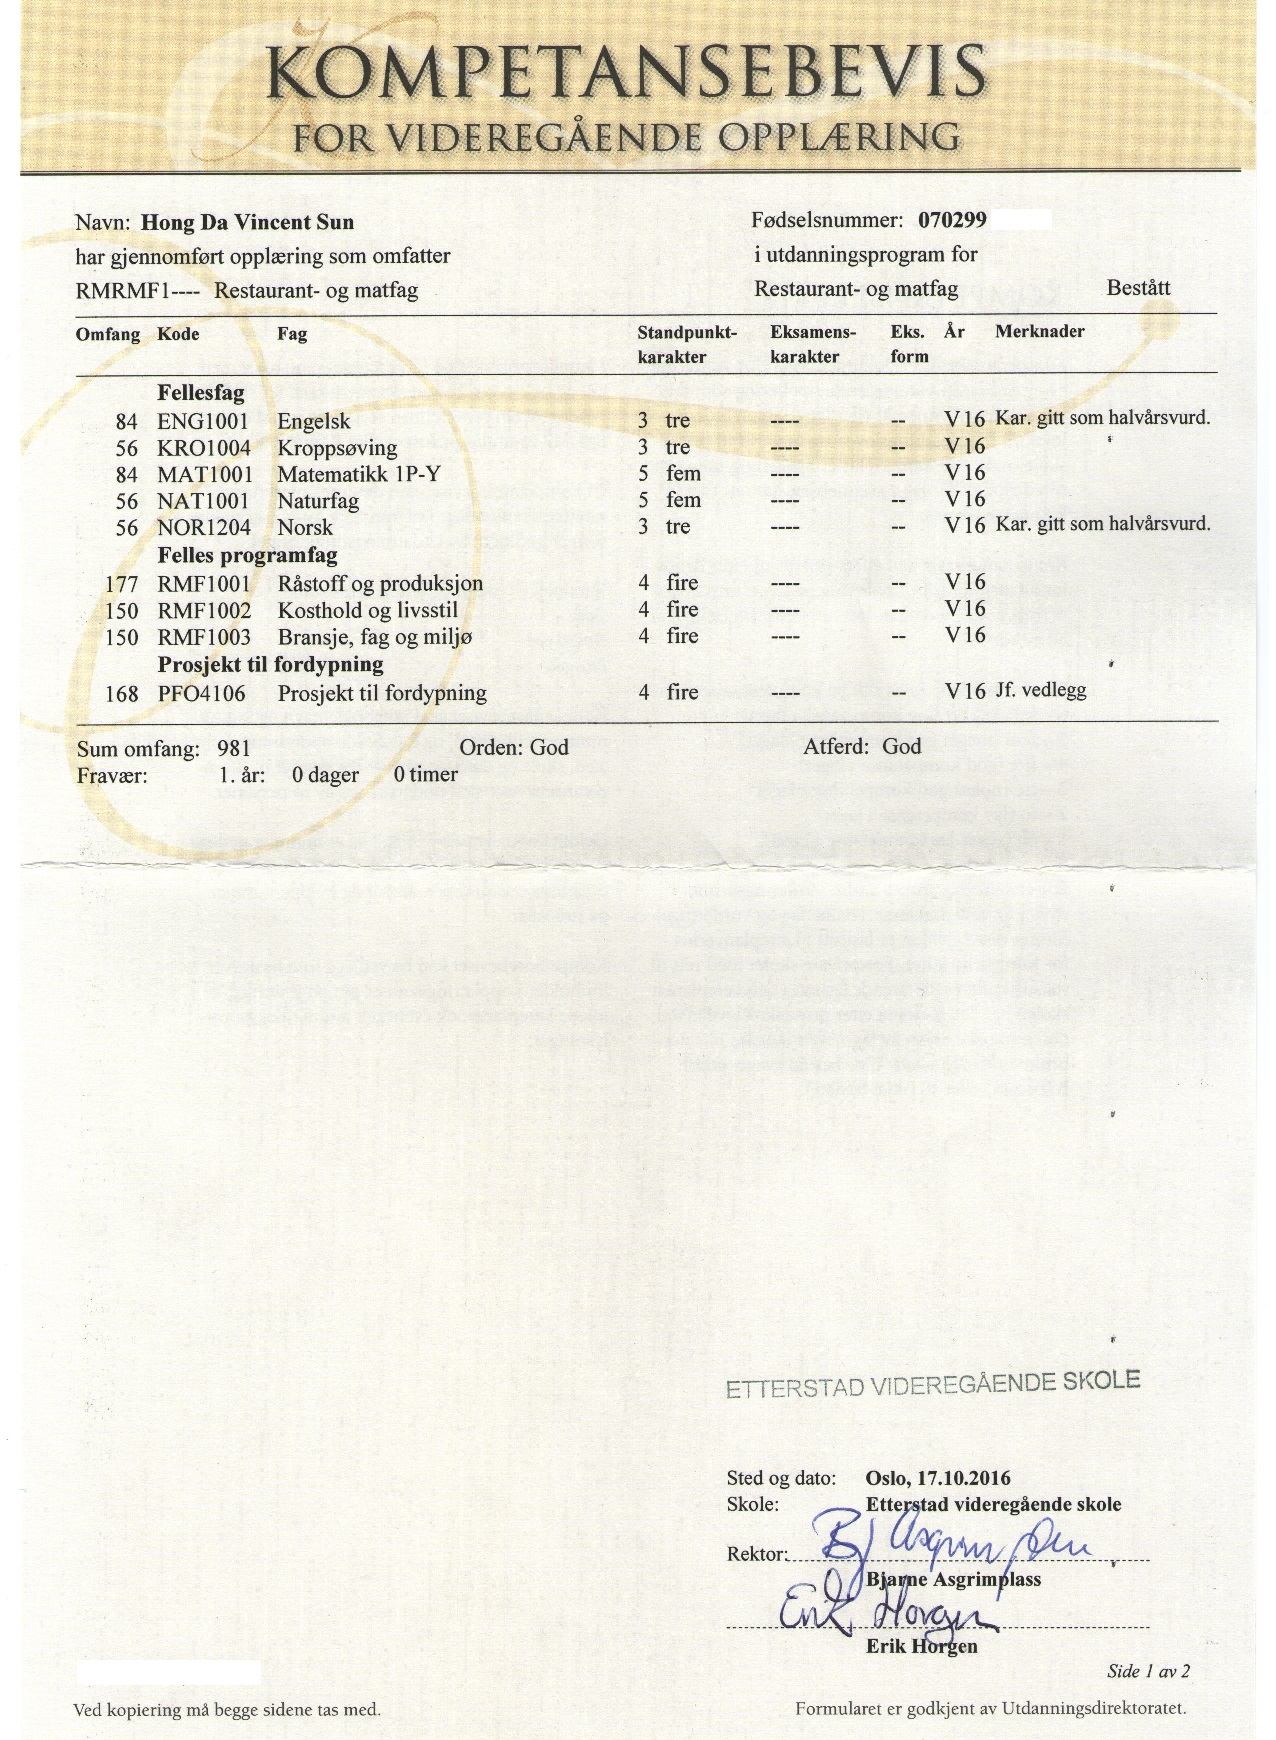 KOMPETANSEBEVIS
FOR VIDEREGÅENDE OPPLÆRING
Navn: Hong Da Vincent Sun Fødselsnummer: 070299
har gjennomført opplæring som omfatter i utdanningsprogram for
RMRMF1---- Restaurant- og matfag Restaurant- og matfag Bestått
Omfang Kode Fag Standpunkt- Eksamens- Eks. År Merknader
karakter karakter form
Fellesfag
84 ENG1001 Engelsk 3 tre ---- -- V16 Kar. gitt som halvårsvurd.
56 KRO1004 Kroppsøving 3 tre ---- -- V16
84 MAT1001 Matematikk 1P-Y 5 fem ---- -- V16
56 NAT1001 Naturfag 5 fem ---- -- V16
56 NOR1204 Norsk 3 tre ---- -- V16 Kar. gitt som halvårsvurd.
Felles programfag
177 RMF1001 Råstoff og produksjon 4 fire ---- -- V16
150 RMF1002 Kosthold og livsstil 4 fire ---- -- V16
150 RMF1003 Bransje, fag og miljø 4 fire ---- -- V16
Prosjekt til fordypning
168 PFO4106 Prosjekt til fordypning 4 fire ---- -- V16 Jf. vedlegg
Sum omfang: 981 Orden: God Atferd: God
Fravær: 1. år: 0 dager 0 timer
ETTERSTAD VIDEREGÅENDE SKOLE
Sted og dato: Oslo, 17.10.2016
Skole: Etterstad videregående skole
Rektor:
Bjarne Asgrimplass
Erik Horgen
Erik Horgen
Side 1 av 2
Ved kopiering må begge sidene tas med. Formularet er godkjent av Utdanningsdirektoratet.